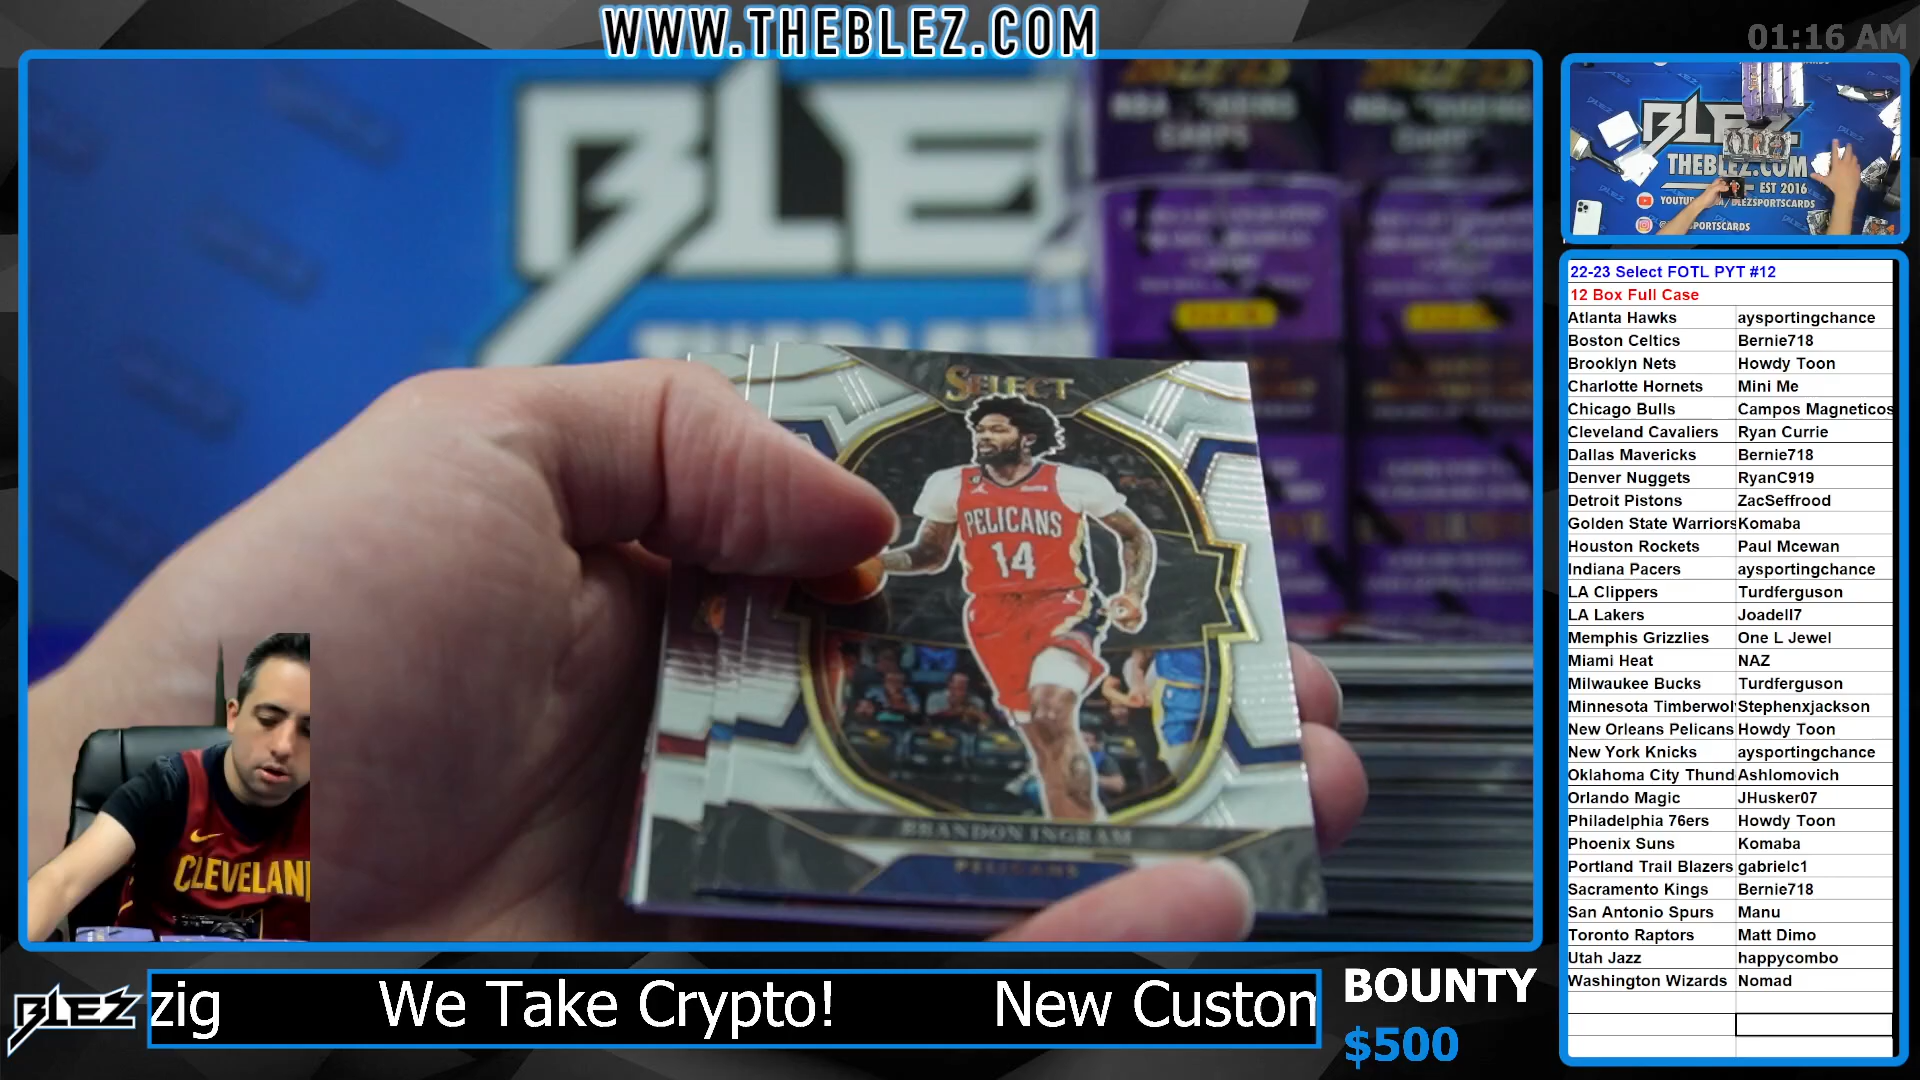 WWW.THEBLEZ.COM
01:16 AM
BLE
SELECT
PELICANS
14
BRANDON INGRAM
PELICANS
CLEVELAN
BLEZ
THEBLEZ.COM
EST 2016
22-23 Select FOTL PYT #12
12 Box Full Case
Atlanta Hawks aysportingchance
Boston Celtics Bernie718
Brooklyn Nets Howdy Toon
Charlotte Hornets Mini Me
Chicago Bulls Campos Magneticos
Cleveland Cavaliers Ryan Currie
Dallas Mavericks Bernie718
Denver Nuggets RyanC919
Detroit Pistons ZacSeffrood
Golden State Warriors Komaba
Houston Rockets Paul Mcewan
Indiana Pacers aysportingchance
LA Clippers Turdferguson
LA Lakers Joadell7
Memphis Grizzlies One L Jewel
Miami Heat NAZ
Milwaukee Bucks Turdferguson
Minnesota Timberwol Stephenxjackson
New Orleans Pelicans Howdy Toon
New York Knicks aysportingchance
Oklahoma City Thund Ashlomovich
Orlando Magic JHusker07
Philadelphia 76ers Howdy Toon
Phoenix Suns Komaba
Portland Trail Blazers gabrielc1
Sacramento Kings Bernie718
San Antonio Spurs Manu
Toronto Raptors Matt Dimo
Utah Jazz happycombo
Washington Wizards Nomad
BLEZ
zig We Take Crypto! New Custom
BOUNTY
$500